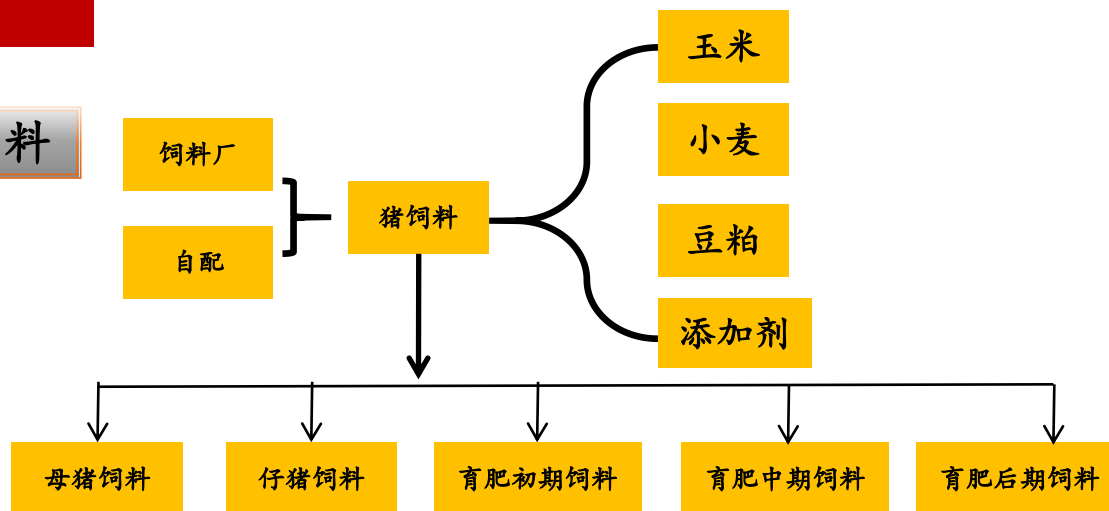 料
饲料厂
自配
猪饲料
玉米
小麦
豆粕
添加剂
母猪饲料
仔猪饲料
育肥初期饲料
育肥中期饲料
育肥后期饲料